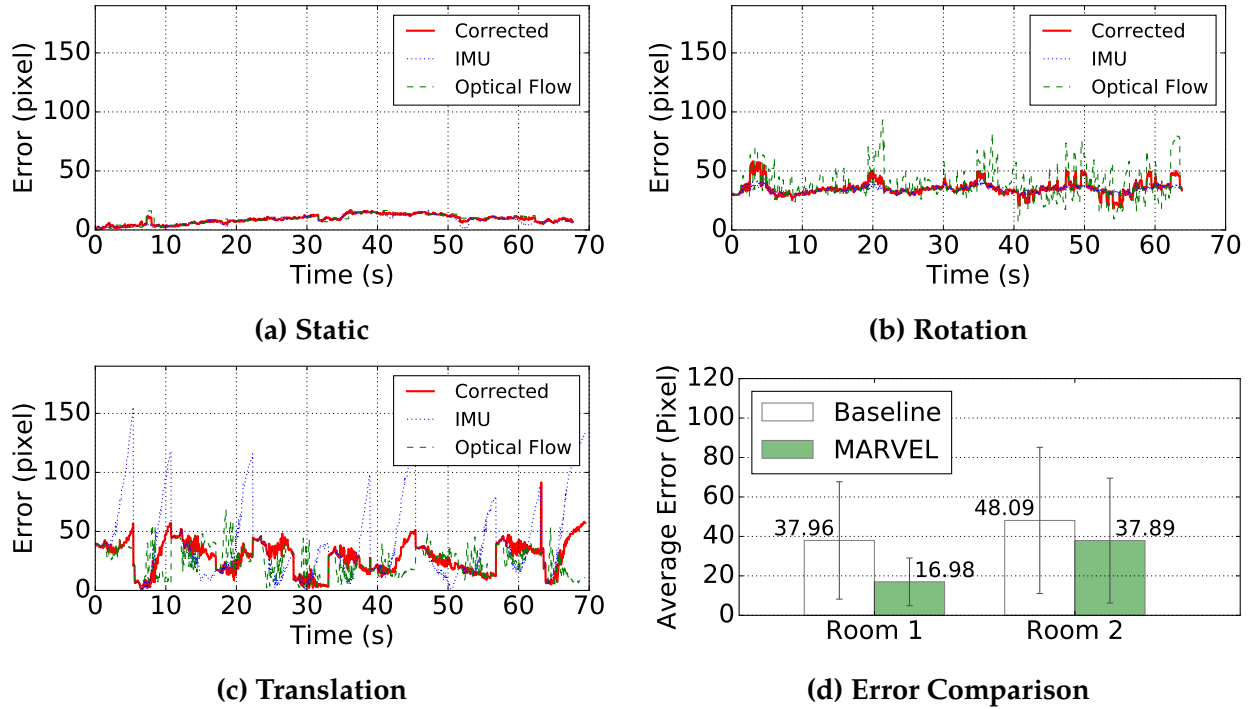 Error (pixel)
150
100
50
0
Corrected
IMU
Optical Flow
0 10 20 30 40 50 60 70
Time (s)
(a) Static
Error (pixel)
150
100
50
0
Corrected
IMU
Optical Flow
0 10 20 30 40 50 60 70
Time (s)
(b) Rotation
Error (pixel)
150
100
50
0
Corrected
IMU
Optical Flow
0 10 20 30 40 50 60 70
Time (s)
(c) Translation
Average Error (Pixel)
120
100
80
60
40
20
0
Baseline
MARVEL
37.96
16.98
48.09
37.89
Room 1 Room 2
(d) Error Comparison